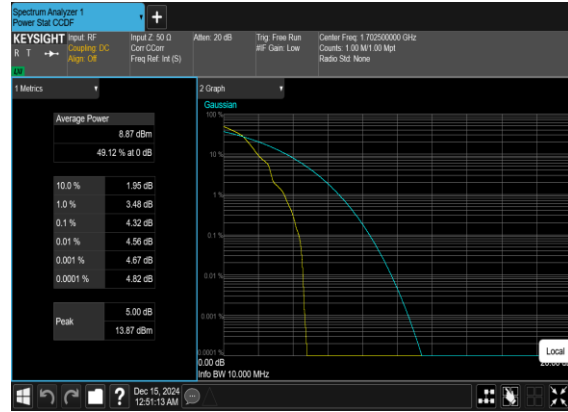 Spectrum Analyzer 1
Power Stat CCDF
+
KEYSIGHT
R T
LXI
Input: RF
Coupling: DC
Align: Off
Input Z: 50 Ω
Corr CCorr
Freq Ref: Int (S)
Atten: 20 dB
Trig: Free Run
#IF Gain: Low
Center Freq: 1.702500000 GHz
Counts: 1.00 M/1.00 Mpt
Radio Std: None
1 Metrics
Average Power
8.87 dBm
49.12 % at 0 dB
10.0 % 1.95 dB
1.0 % 3.48 dB
0.1 % 4.32 dB
0.01 % 4.56 dB
0.001 % 4.67 dB
0.0001 % 4.82 dB
Peak
5.00 dB
13.87 dBm
2 Graph
Gaussian
100 %
10 %
1 %
0.1 %
0.01 %
0.001 %
0.0001 %
0.00 dB
Info BW 10.000 MHz
Local
?
Dec 15, 2024
12:51:13 AM